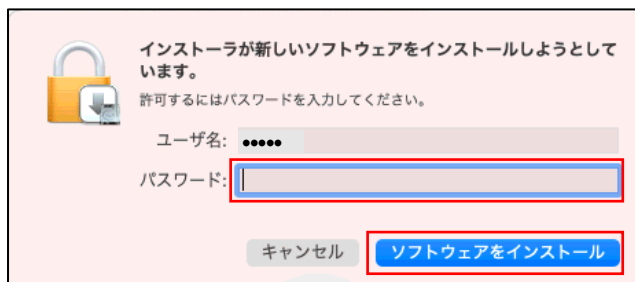 インストーラが新しいソフトウェアをインストールしようとして
います。
許可するにはパスワードを入力してください。
ユーザ名: •••••
パスワード:
キャンセル ソフトウェアをインストール